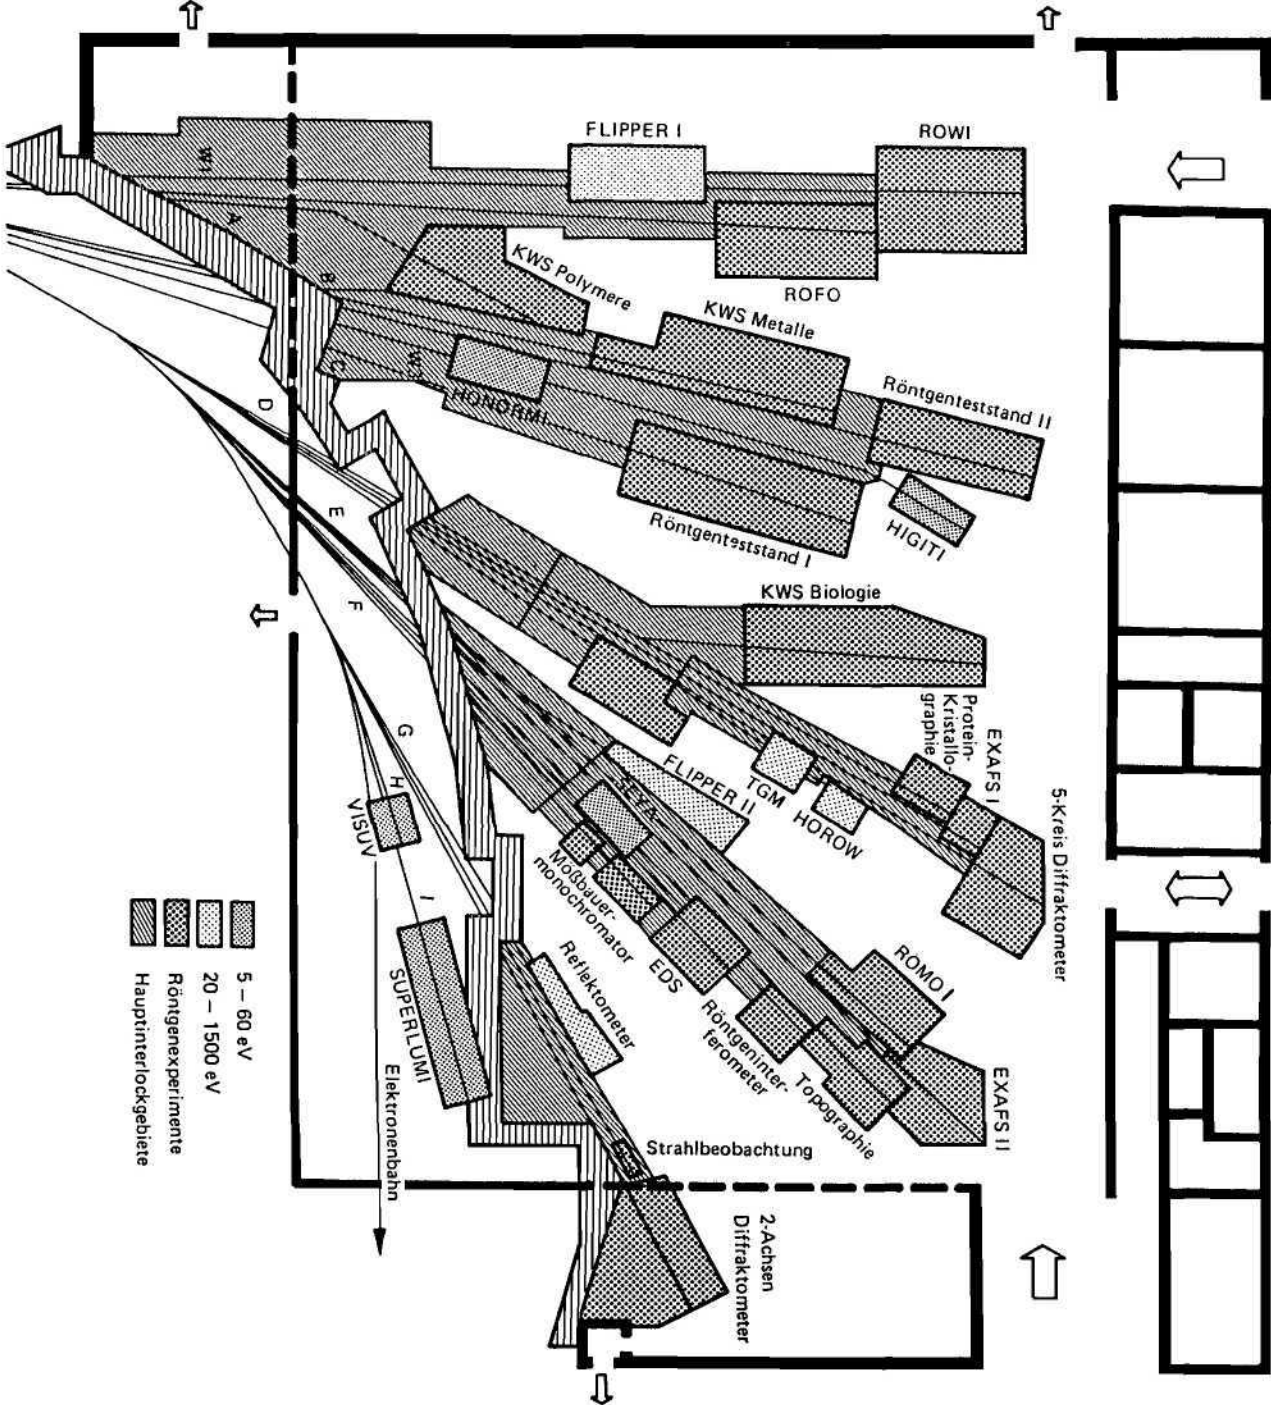 FLIPPER I
ROWI
W1
A
KWS Polymere
ROFO
B
KWS Metalle
C
W
HONORMI
Röntgenteststand II
D
Röntgenteststand I
HIGITI
E
KWS Biologie
F
Protein-
Kristallo-
graphie
EXAFS I
5-Kreis Diffraktometer
G
FLIPPER II
TGM
HOROW
H
VISUV
Moßbauer-
monochromator
EDS
ROMO I
I
SUPERLUMI
Reflektometer
Röntgeninter-
ferometer
Topographie
EXAFS II
Elektronenbahn
Strahlbeobachtung
2-Achsen
Diffraktometer
5 – 60 eV
20 – 1500 eV
Röntgenexperimente
Hauptinterlockgebiete